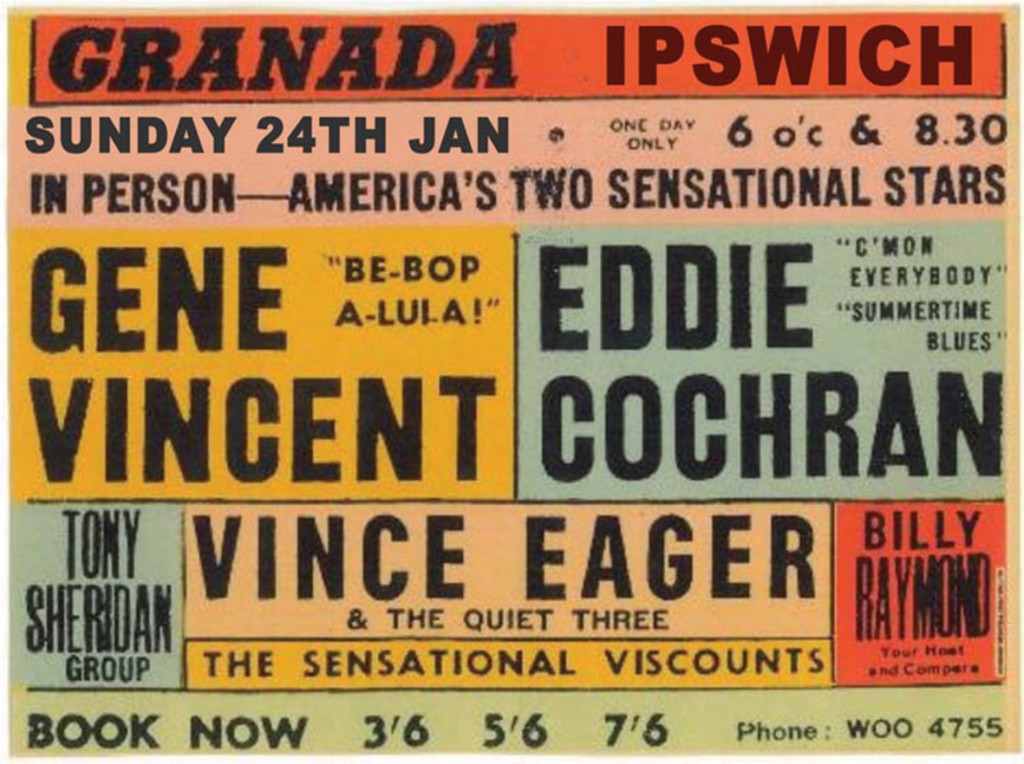 GRANADA IPSWICH
SUNDAY 24TH JAN • ONE DAY ONLY 6 o'c & 8.30
IN PERSON—AMERICA'S TWO SENSATIONAL STARS
GENE VINCENT
"BE-BOP
A-LULA!"
EDDIE COCHRAN
"C'MON
EVERYBODY"
"SUMMERTIME
BLUES"
TONY
SHERIDAN
GROUP
VINCE EAGER
& THE QUIET THREE
THE SENSATIONAL VISCOUNTS
BILLY
RAYMOND
Your Host
and Compere
BOOK NOW 3'6 5'6 7'6 Phone: WOO 4755